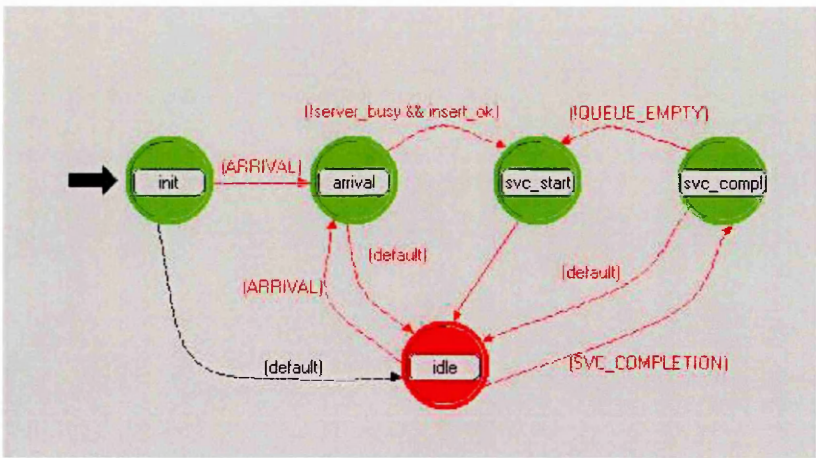 (!server_busy && insert_ok)
(!QUEUE_EMPTY)
(ARRIVAL)
init
arrival
svc_start
svc_compl
(default)
(default)
(ARRIVAL)
(default)
idle
(SVC_COMPLETION)